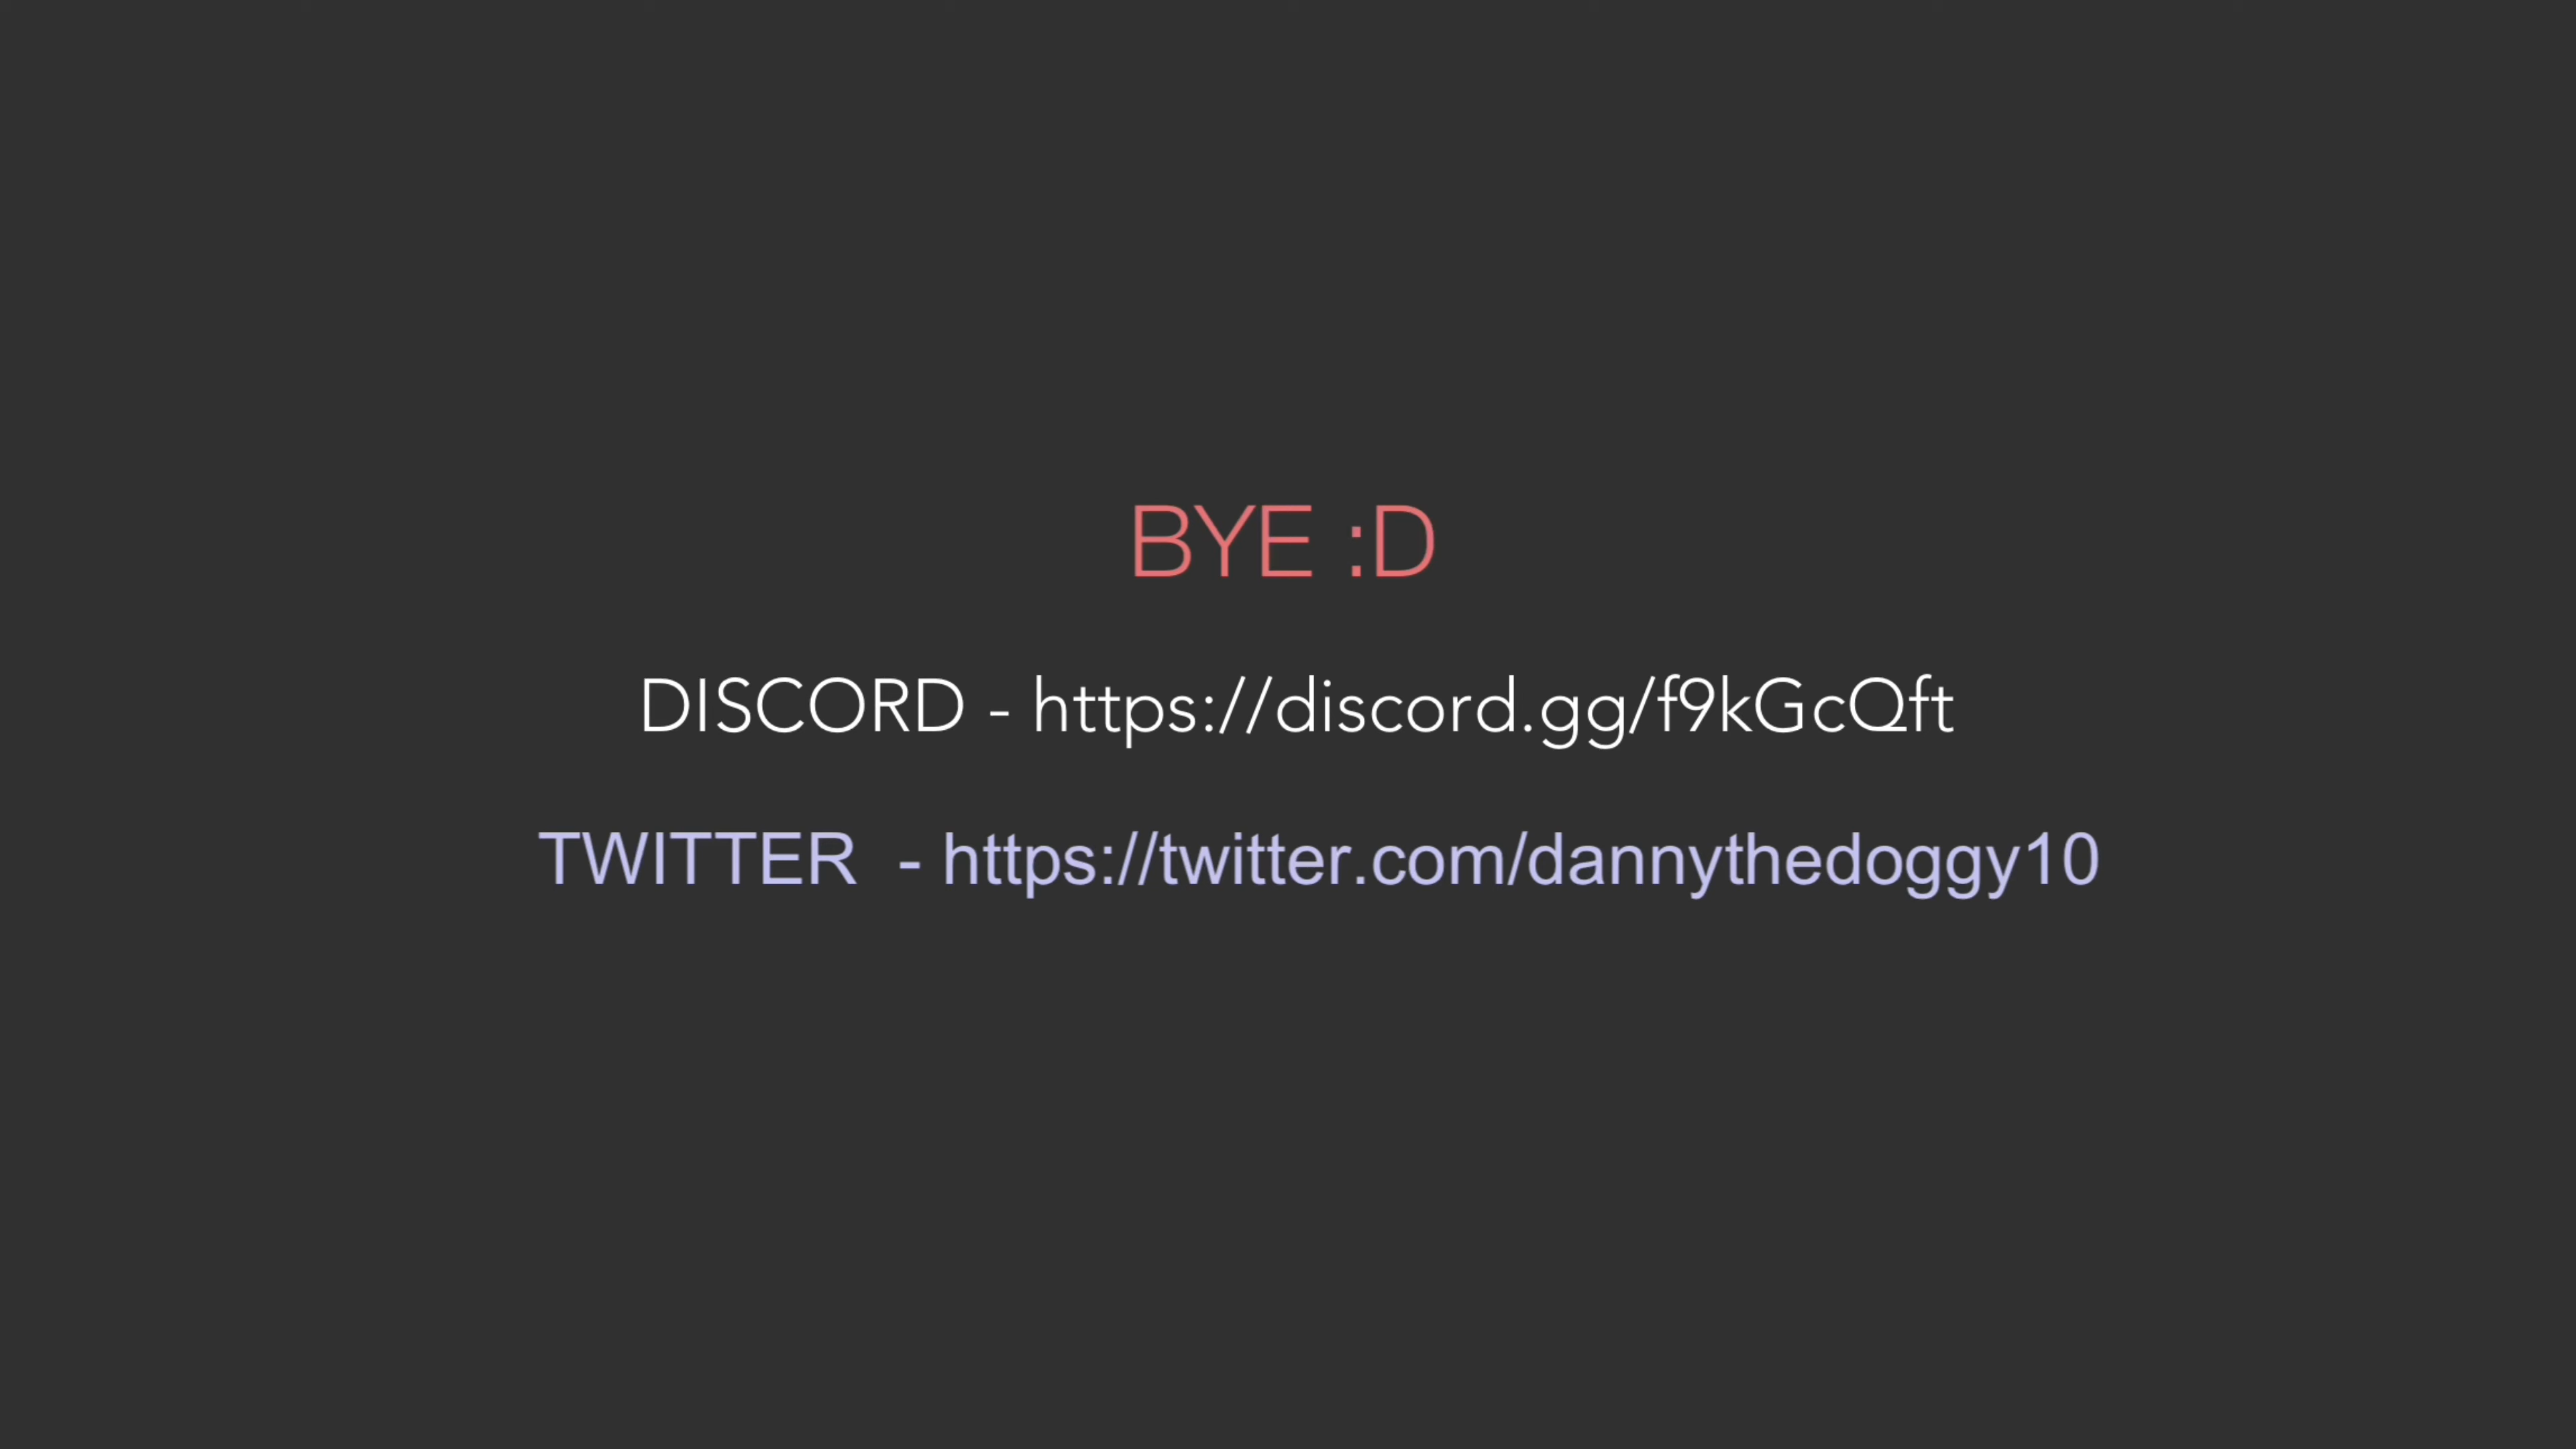 BYE :D
DISCORD - https://discord.gg/f9kGcQft
TWITTER  - https://twitter.com/dannythedoggy10